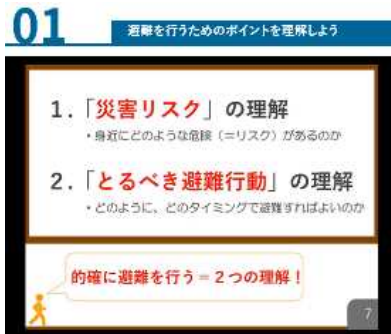 01
避難を行うためのポイントを理解しよう
1.「災害リスク」の理解
・身近にどのような危険（＝リスク）があるのか
2.「とるべき避難行動」の理解
・どのように、どのタイミングで避難すればよいのか
的確に避難を行う＝2つの理解！
7